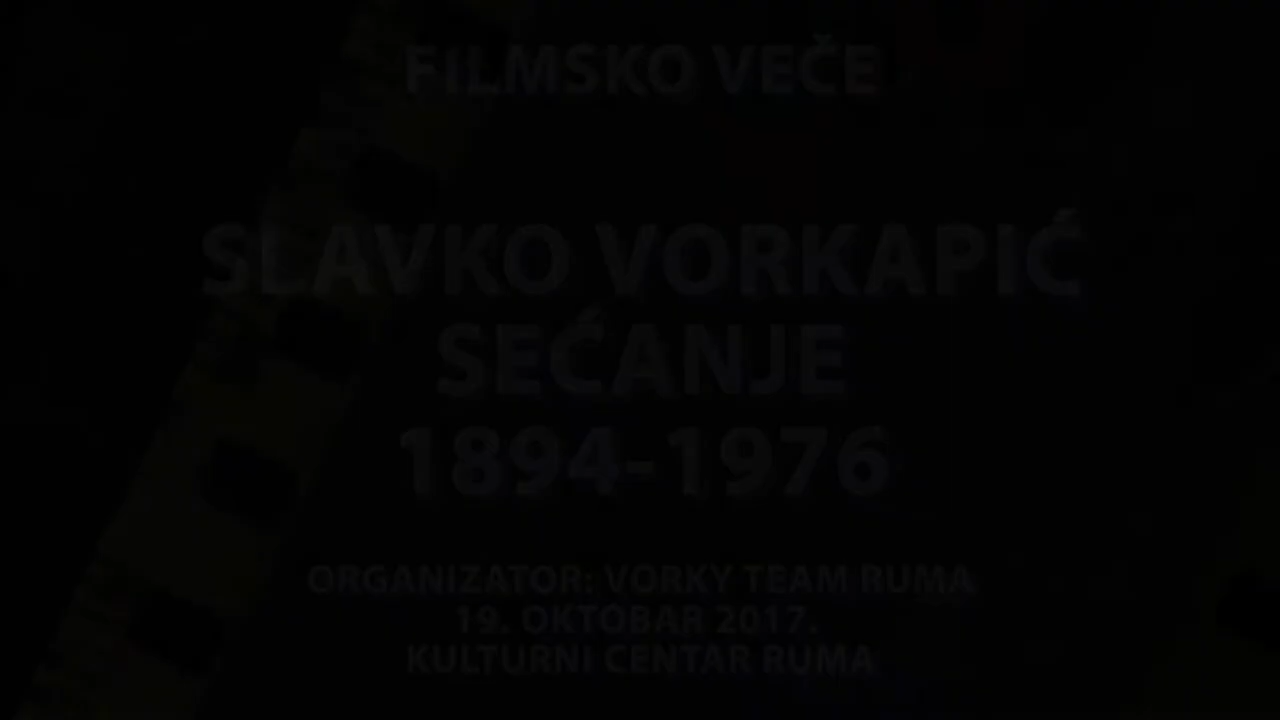 FILMSKO VEČE
SLAVKO VORKAPIĆ
SEĆANJE
1894-1976
ORGANIZATOR: VORKY TEAM RUMA
19. OKTOBAR 2017.
KULTURNI CENTAR RUMA